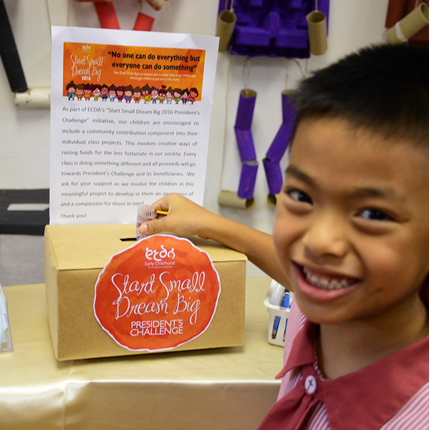 "No one can do everything but
everyone can do something"
Start Small
Dream Big
2016
As part of ECDA's "Start Small Dream Big 2016 President's
Challenge" initiative, our children are encouraged to
include a community contribution component into their
individual class projects. This involves creative ways of
raising funds for the less fortunate in our society. Every
class is doing something different and all proceeds will go
towards President's Challenge and its beneficiaries. We
ask for your support as we involve the children in this
meaningful project to develop in them an awareness of
and a compassion for those in need.
Thank you!
ecda
Early Childhood
Start Small
Dream Big
PRESIDENT'S
CHALLENGE